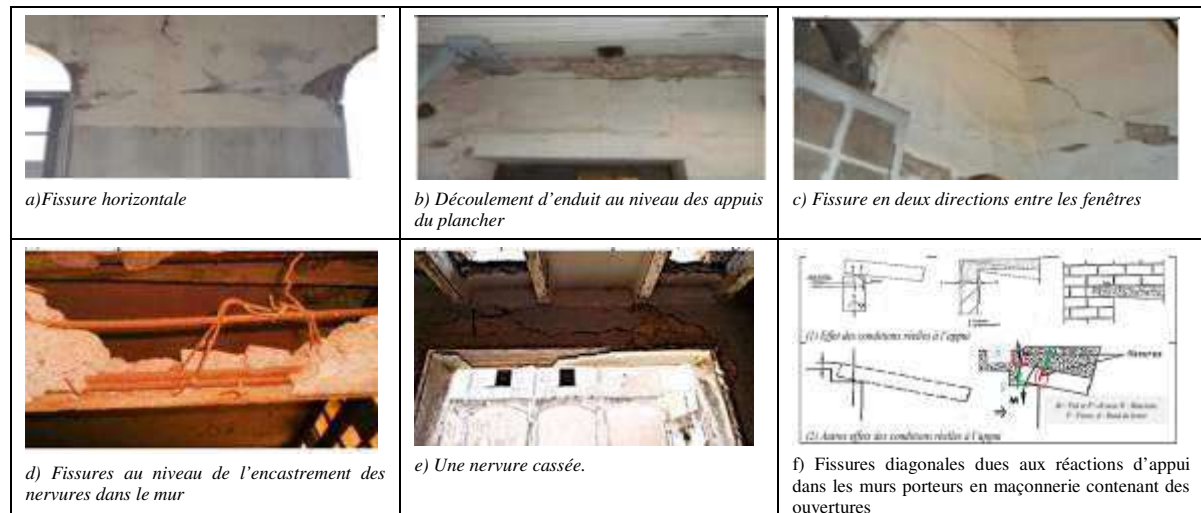 a)Fissure horizontale
b) Découlement d'enduit au niveau des appuis
du plancher
c) Fissure en deux directions entre les fenêtres
d) Fissures au niveau de l'encastrement des
nervures dans le mur
e) Une nervure cassée.
(1) Effet des conditions réelles à l'appui
fissures
(2) Autres effets des conditions réelles à l'appui
f) Fissures diagonales dues aux réactions d'appui
dans les murs porteurs en maçonnerie contenant des
ouvertures